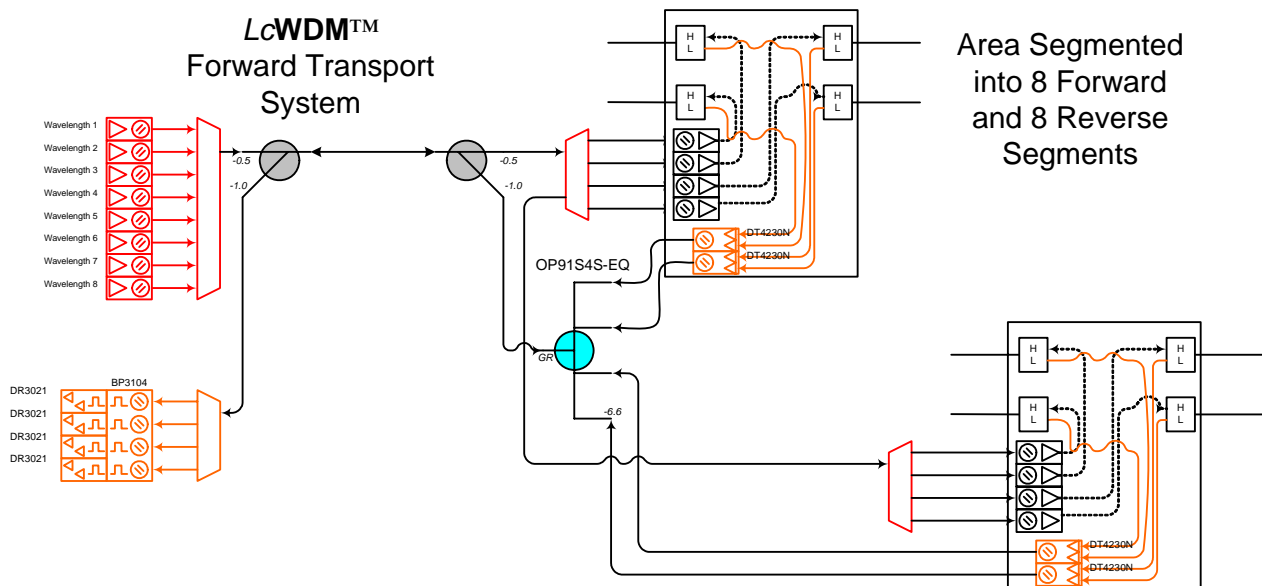 LcWDM™
Forward Transport
System
Area Segmented
into 8 Forward
and 8 Reverse
Segments
Wavelength 1
Wavelength 2
Wavelength 3
Wavelength 4
Wavelength 5
Wavelength 6
Wavelength 7
Wavelength 8
-0.5
-1.0
-0.5
-1.0
H
L
H
L
H
L
H
L
DT4230N
DT4230N
OP91S4S-EQ
GR
-6.6
BP3104
DR3021
DR3021
DR3021
DR3021
H
L
H
L
H
L
H
L
DT4230N
DT4230N